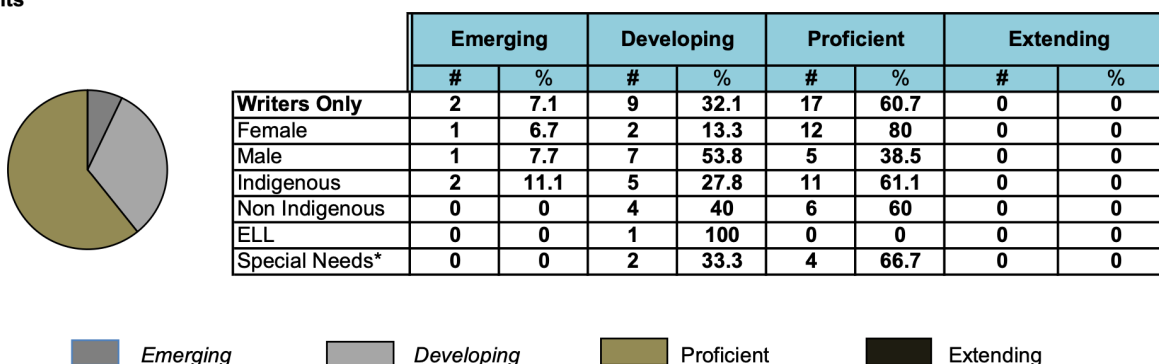 its
Emerging Developing Proficient Extending
# % # % # % # %
Writers Only 2 7.1 9 32.1 17 60.7 0 0
Female 1 6.7 2 13.3 12 80 0 0
Male 1 7.7 7 53.8 5 38.5 0 0
Indigenous 2 11.1 5 27.8 11 61.1 0 0
Non Indigenous 0 0 4 40 6 60 0 0
ELL 0 0 1 100 0 0 0 0
Special Needs* 0 0 2 33.3 4 66.7 0 0
Emerging Developing Proficient Extending